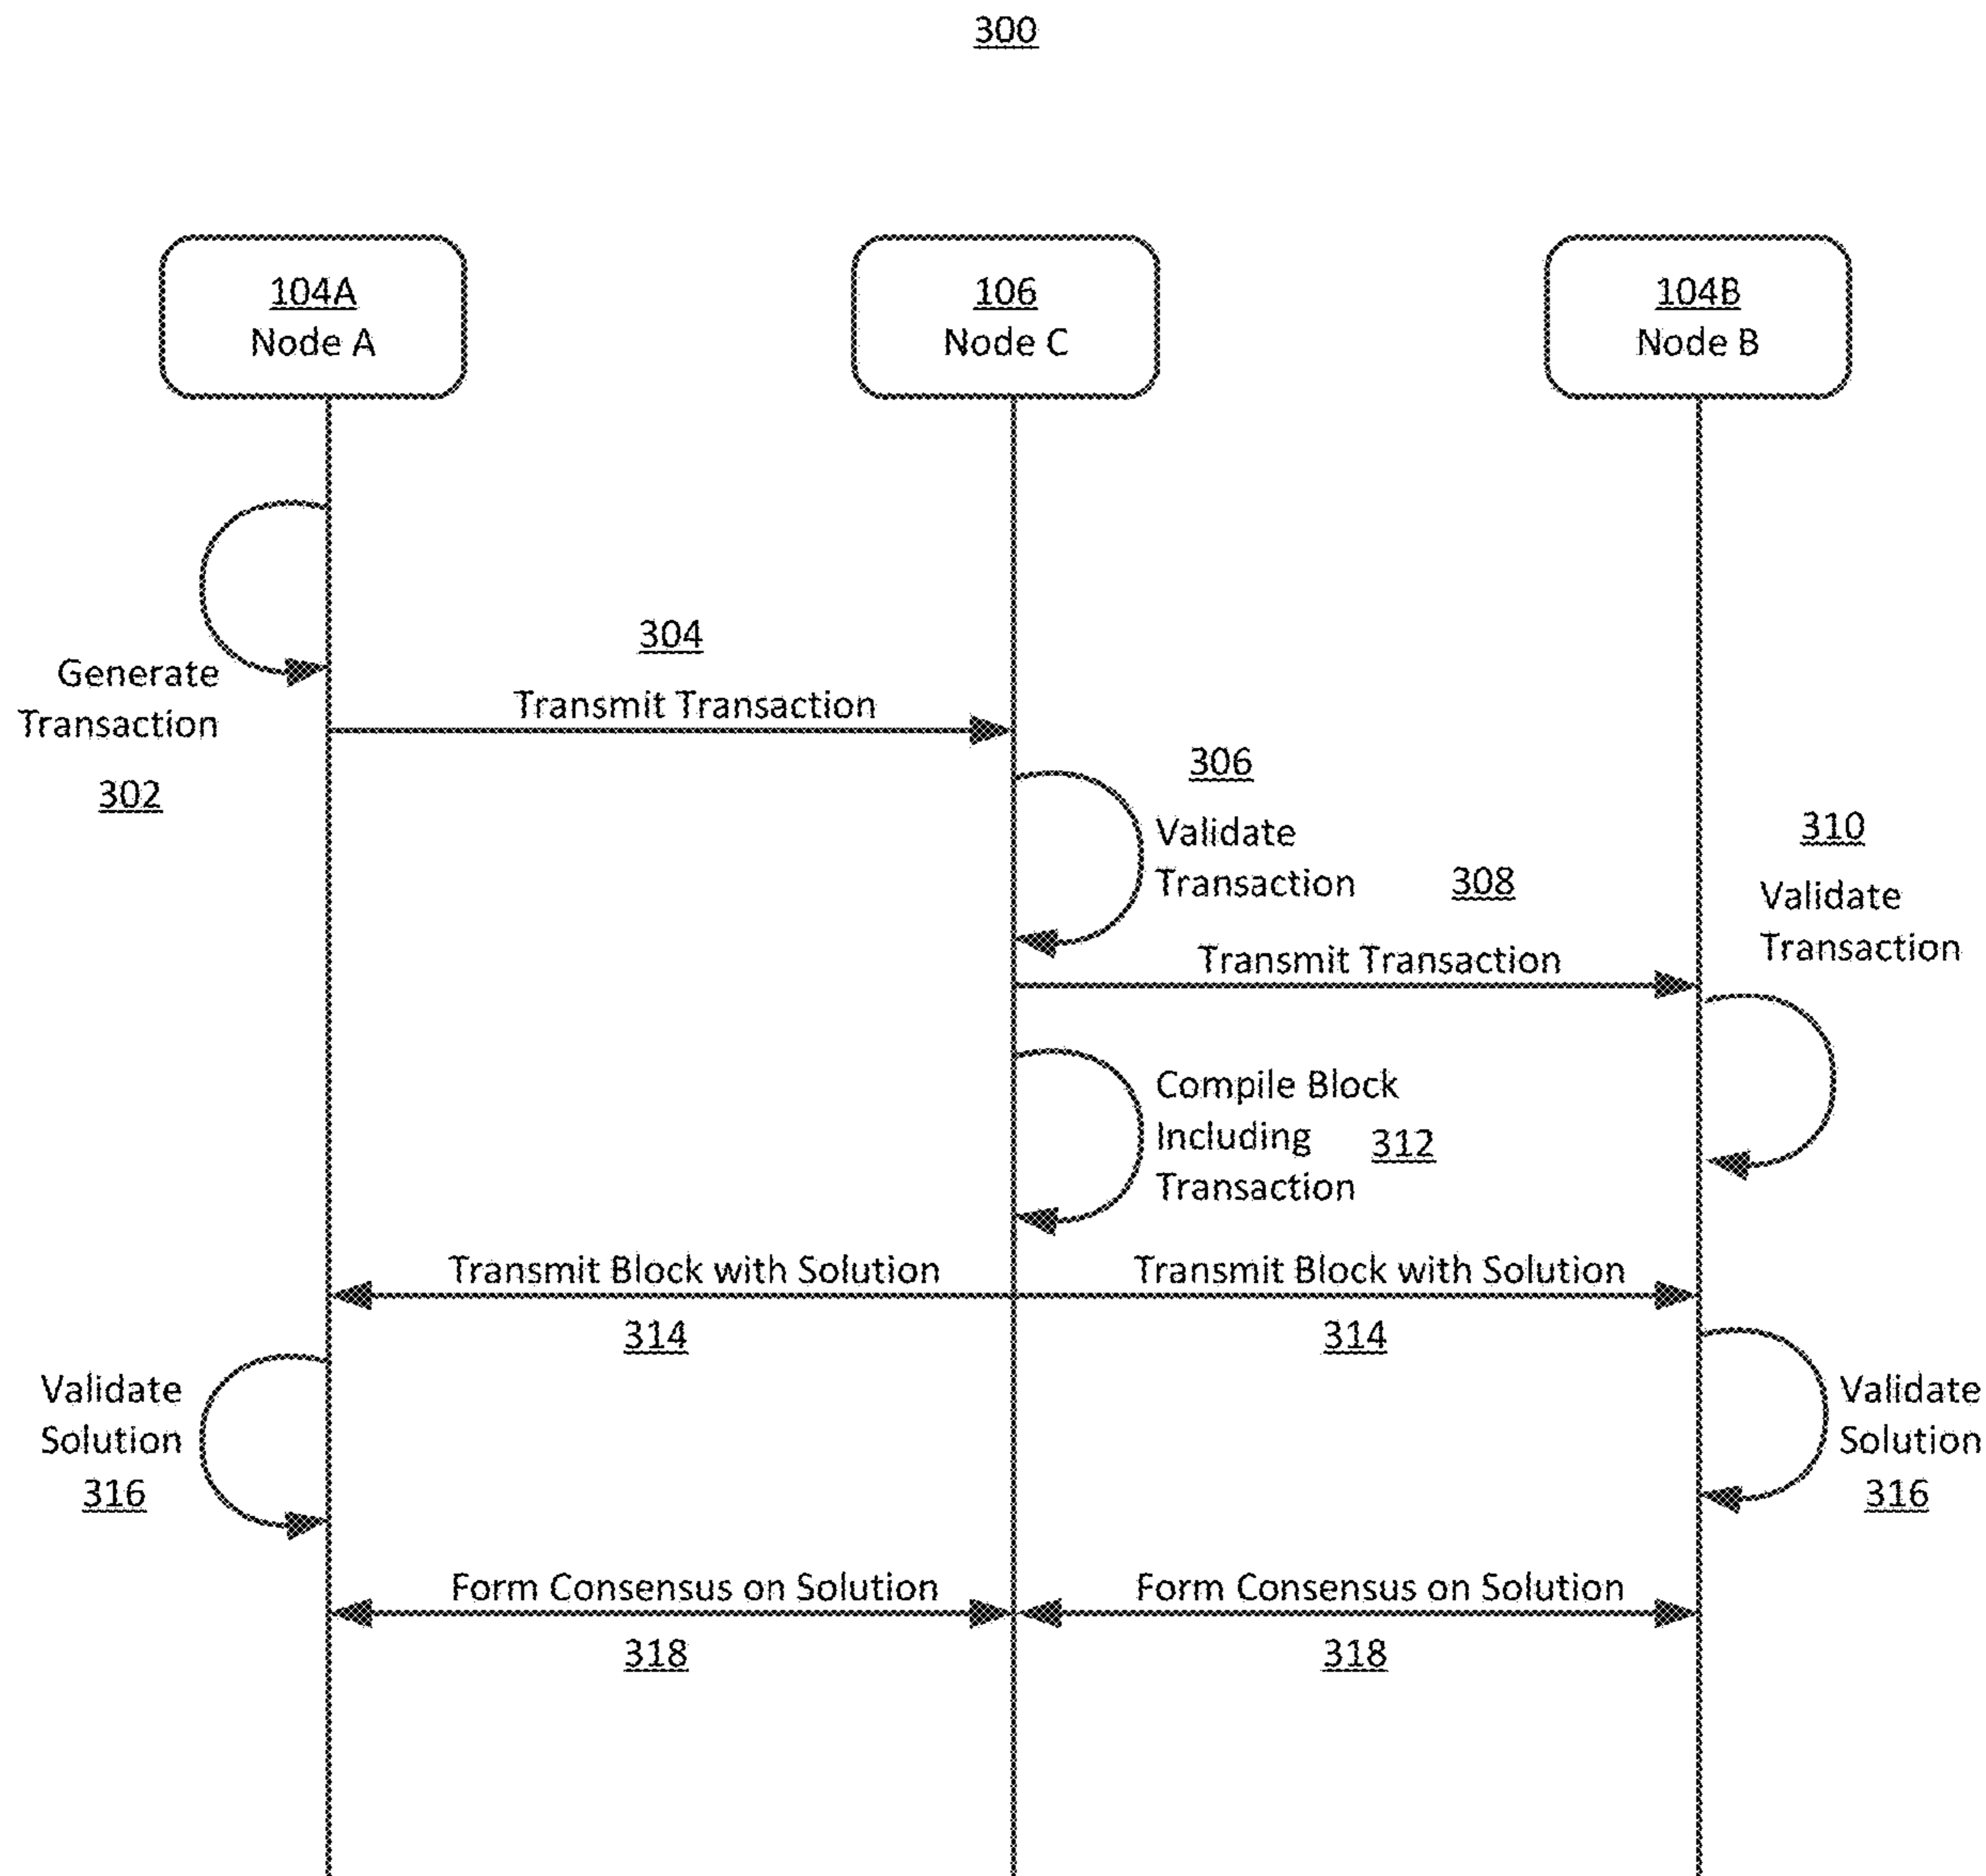 300
104A
Node A
106
Node C
104B
Node B
Generate
Transaction
302
304
Transmit Transaction
306
Validate
Transaction
308
Transmit Transaction
310
Validate
Transaction
Compile Block
Including
Transaction
312
Transmit Block with Solution
314
Transmit Block with Solution
314
Validate
Solution
316
Validate
Solution
316
Form Consensus on Solution
318
Form Consensus on Solution
318